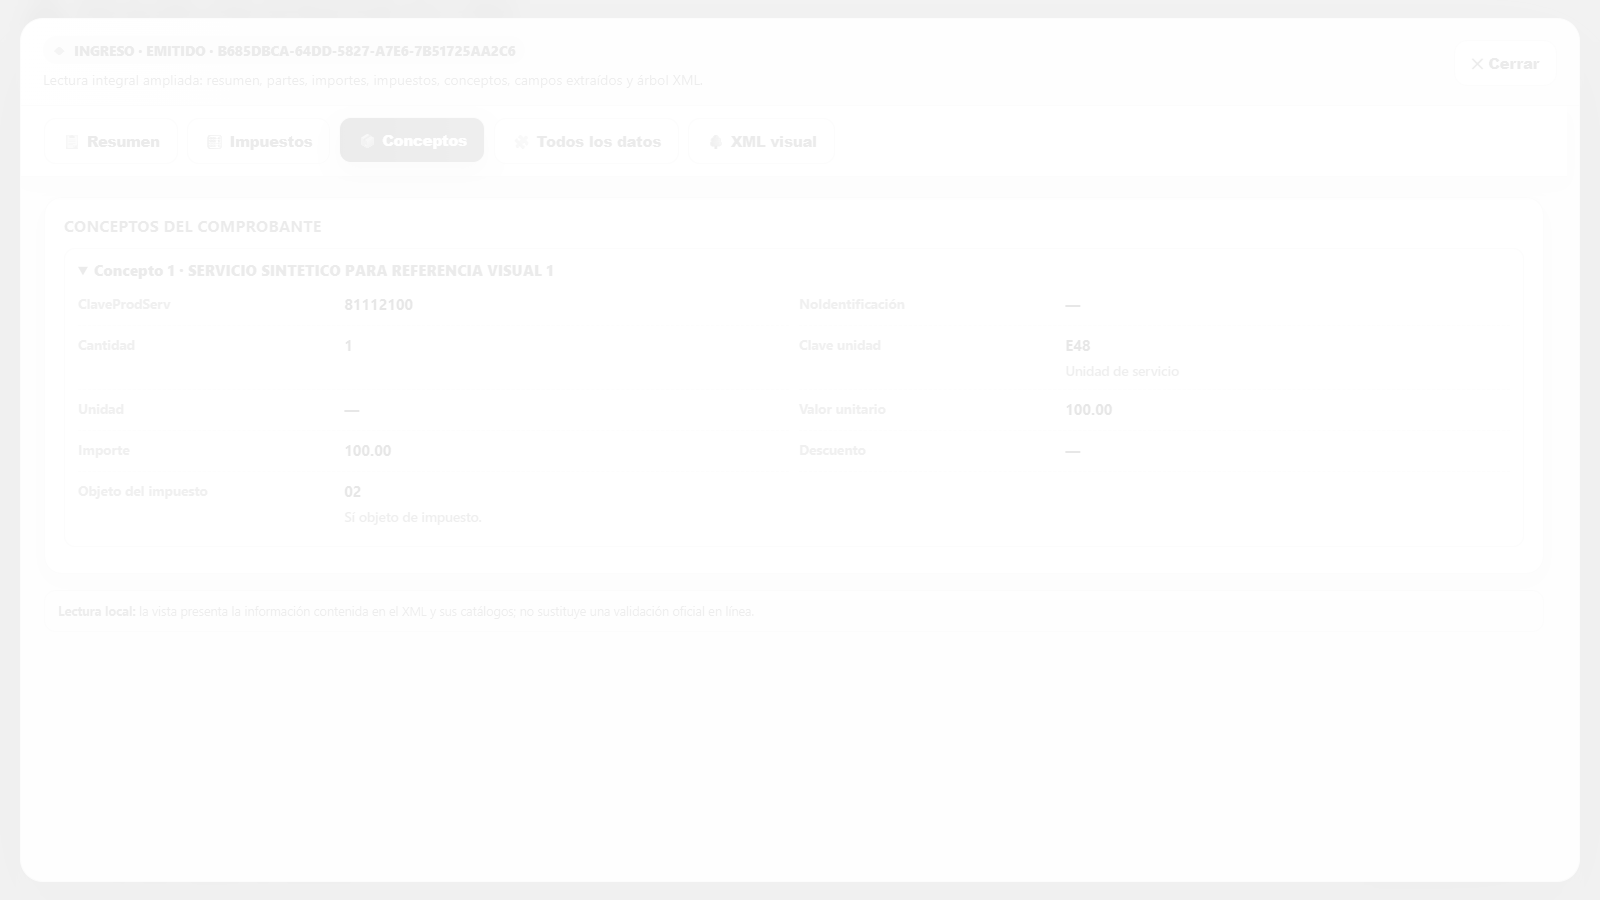 INGRESO · EMITIDO · B685DBCA-64DD-5827-A7E6-7B51725AA2C6
Lectura integral ampliada: resumen, partes, importes, impuestos, conceptos, campos extraídos y árbol XML.
Cerrar
Resumen Impuestos Conceptos Todos los datos XML visual
CONCEPTOS DEL COMPROBANTE
▼ Concepto 1 · SERVICIO SINTETICO PARA REFERENCIA VISUAL 1
ClaveProdServ 81112100 NoIdentificación —
Cantidad 1 Clave unidad E48
Unidad de servicio
Unidad — Valor unitario 100.00
Importe 100.00 Descuento —
Objeto del impuesto 02
Sí objeto de impuesto.
Lectura local: la vista presenta la información contenida en el XML y sus catálogos; no sustituye una validación oficial en línea.